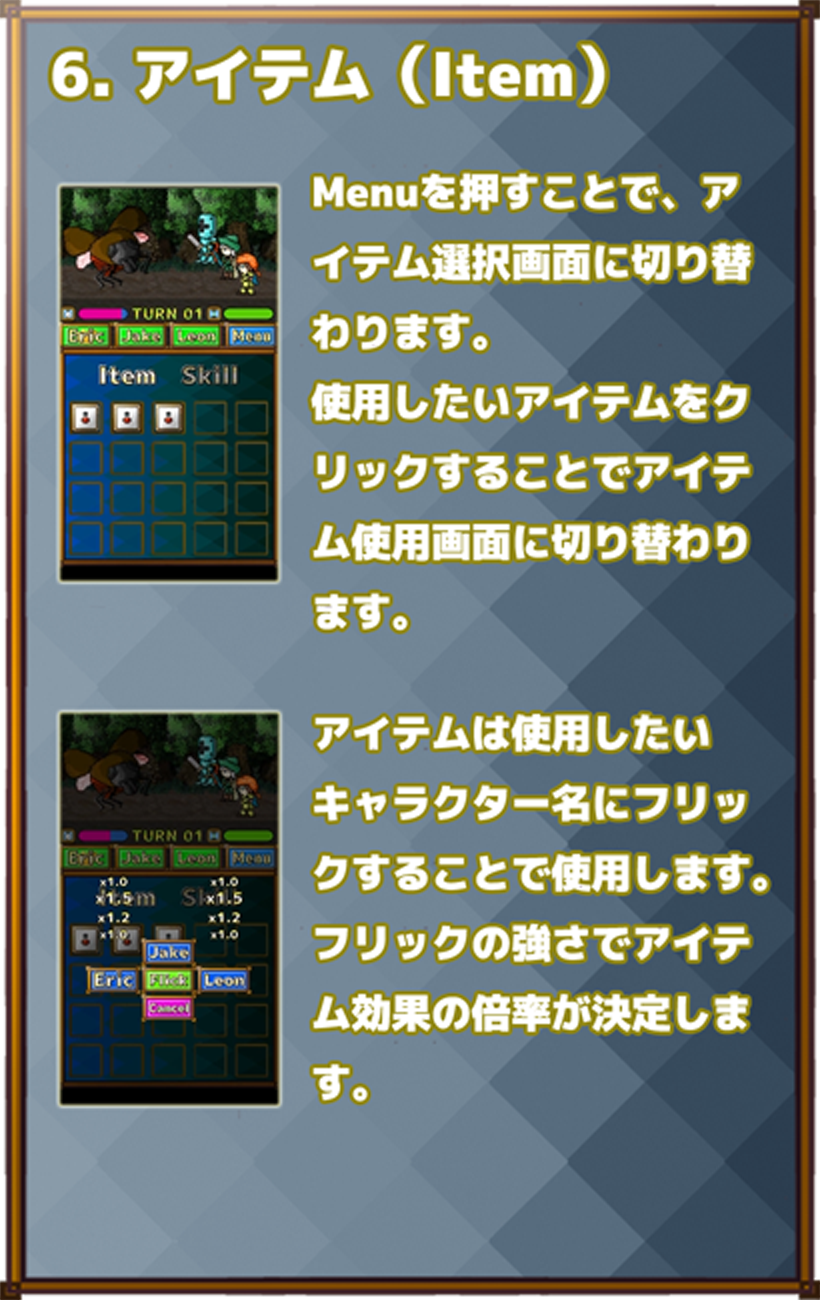 6. アイテム（Item）
Menuを押すことで、ア
イテム選択画面に切り替
わります。
使用したいアイテムをク
リックすることでアイテ
ム使用画面に切り替わり
ます。
TURN 01
Eric Jake Leon Menu
Item Skill
アイテムは使用したい
キャラクター名にフリッ
クすることで使用します。
フリックの強さでアイテ
ム効果の倍率が決定しま
す。
TURN 01
Eric Jake Leon Menu
x1.0 x1.0
x1.5 x1.5
x1.2 x1.2
x1.0 x1.0
Jake
Eric Flick Leon
Cancel